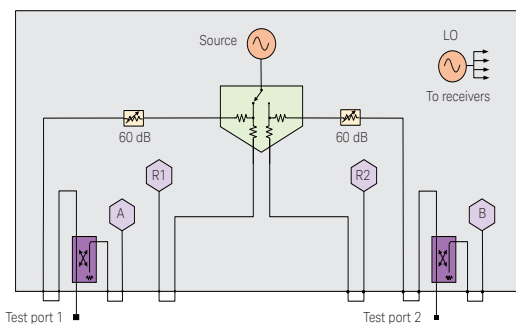 Source
LO
To receivers
60 dB
60 dB
R1
R2
A
B
Test port 1
Test port 2